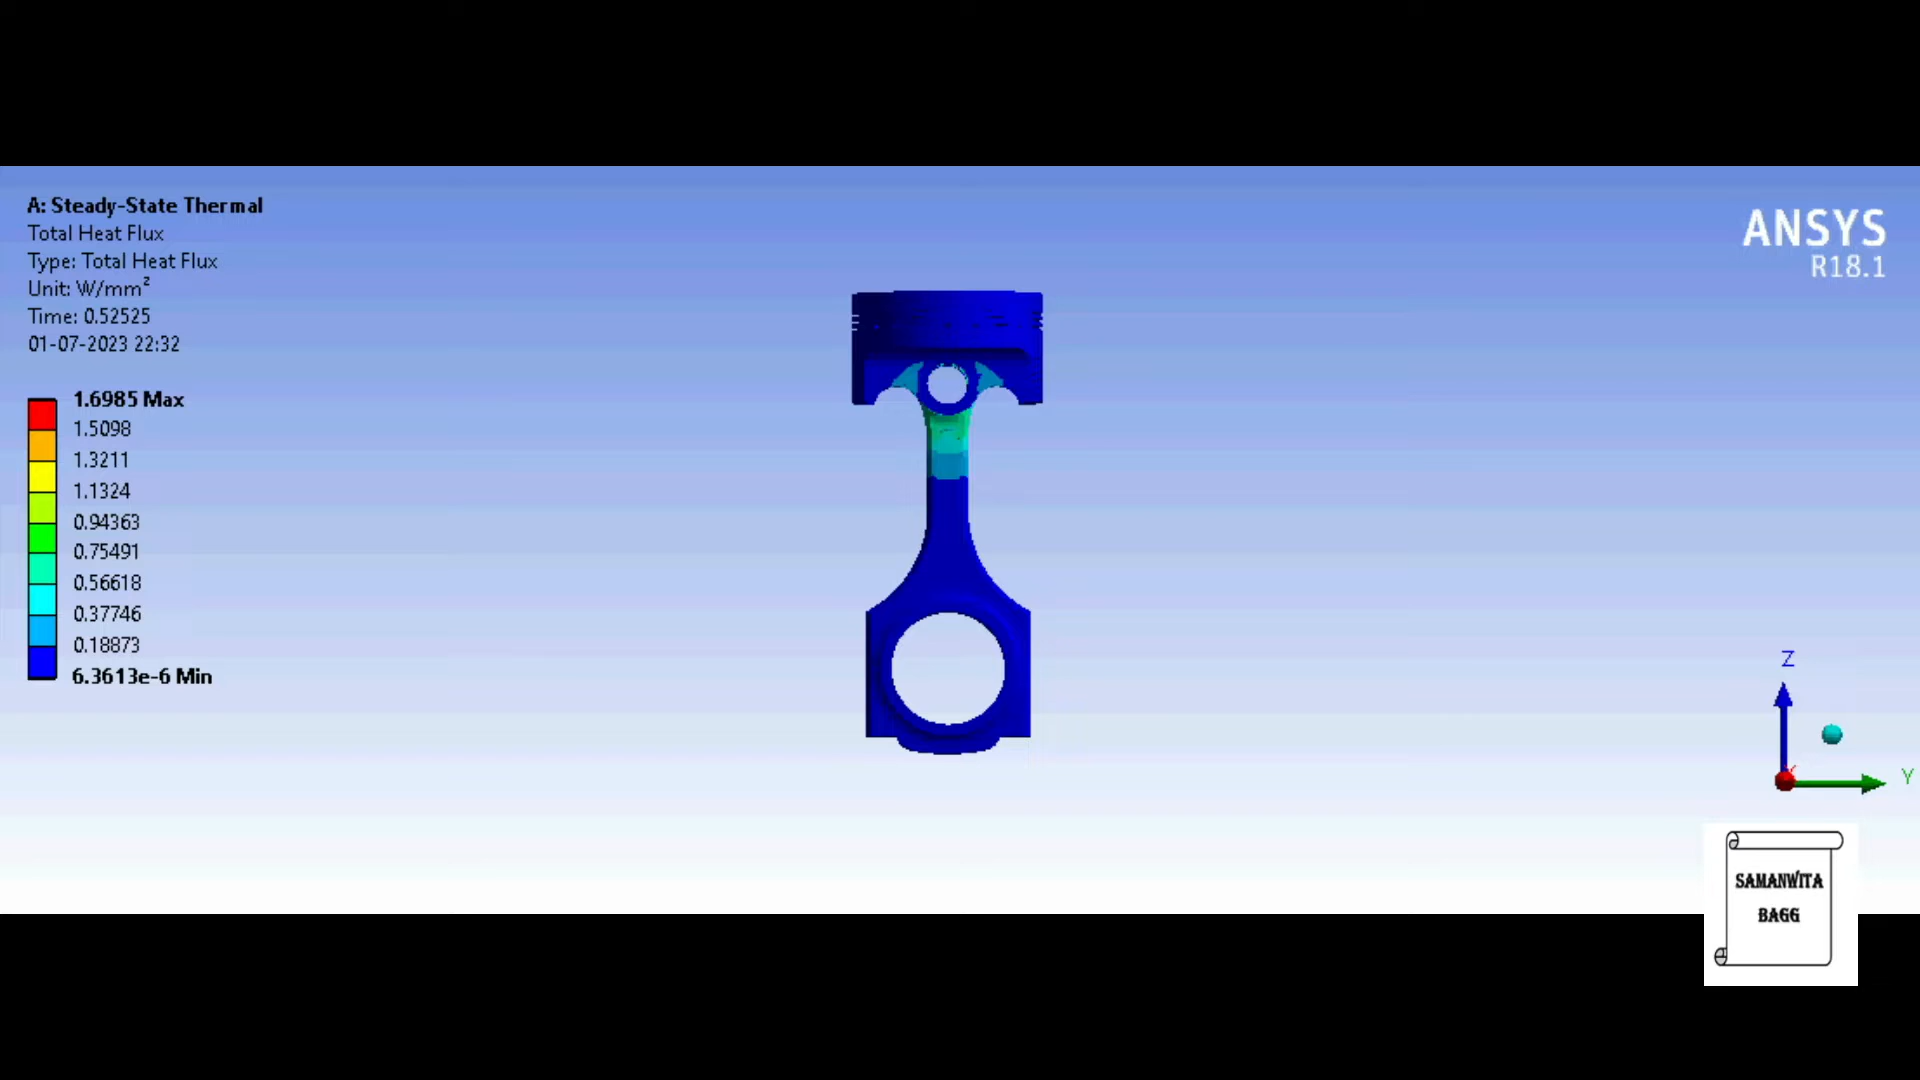 A: Steady-State Thermal
Total Heat Flux
Type: Total Heat Flux
Unit: W/mm²
Time: 0.52525
01-07-2023 22:32
1.6985 Max
1.5098
1.3211
1.1324
0.94363
0.75491
0.56618
0.37746
0.18873
6.3613e-6 Min
ANSYS
R18.1
Z
Y
SAMANWITA
BAGG